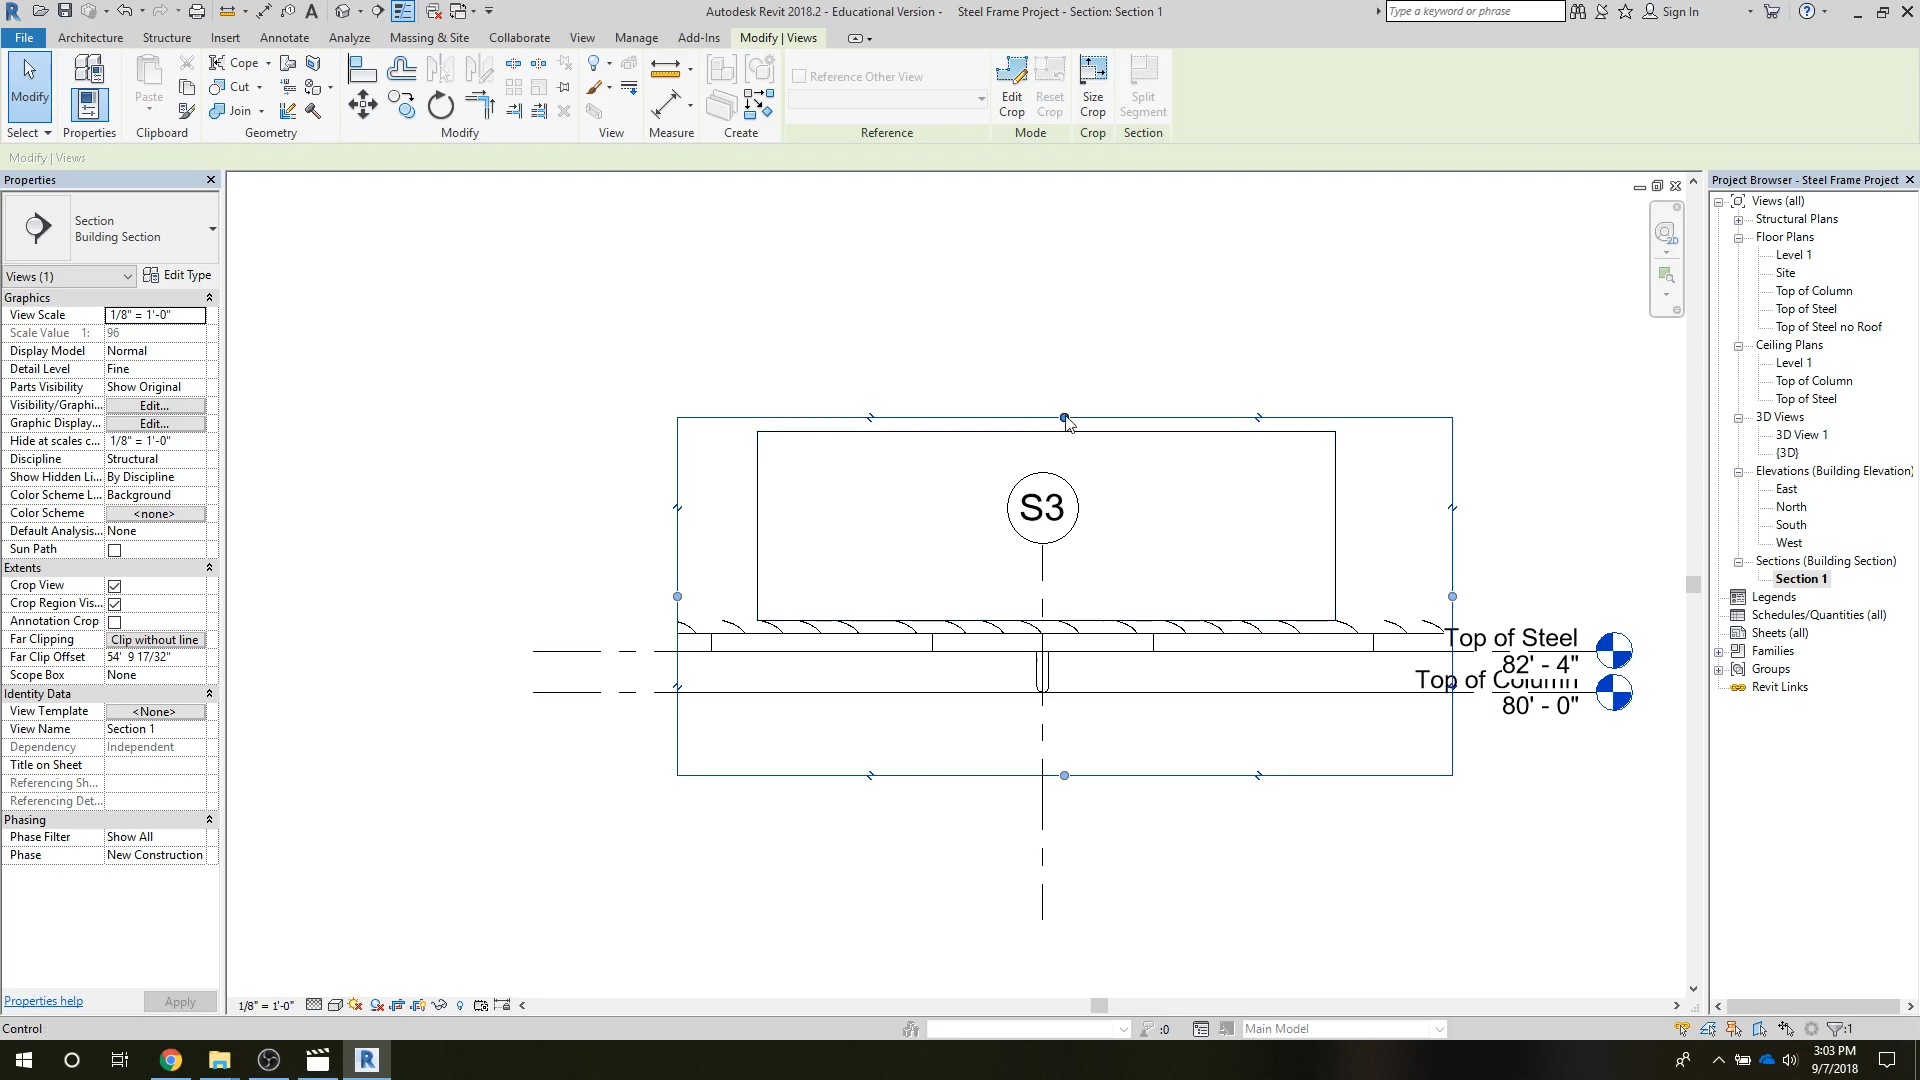 Autodesk Revit 2018.2 - Educational Version - Steel Frame Project - Section: Section 1
Type a keyword or phrase
Sign In
File Architecture Structure Insert Annotate Analyze Massing & Site Collaborate View Manage Add-Ins Modify | Views
Modify
Select
Properties
Paste
Clipboard
Cope
Cut
Join
Geometry
Modify
View
Measure
Create
Reference Other View
Reference
Edit Crop
Reset Crop
Mode
Size Crop
Crop
Split Segment
Section
Modify | Views
Properties
Section
Building Section
Views (1)
Edit Type
Graphics
View Scale 1/8" = 1'-0"
Scale Value 1: 96
Display Model Normal
Detail Level Fine
Parts Visibility Show Original
Visibility/Graphi... Edit...
Graphic Display... Edit...
Hide at scales c... 1/8" = 1'-0"
Discipline Structural
Show Hidden Li... By Discipline
Color Scheme L... Background
Color Scheme <none>
Default Analysis... None
Sun Path
Extents
Crop View
Crop Region Vis...
Annotation Crop
Far Clipping Clip without line
Far Clip Offset 54' 9 17/32"
Scope Box None
Identity Data
View Template <None>
View Name Section 1
Dependency Independent
Title on Sheet
Referencing Sh...
Referencing Det...
Phasing
Phase Filter Show All
Phase New Construction
Properties help
Apply
S3
Top of Steel
82' - 4"
Top of Column
80' - 0"
2D
Project Browser - Steel Frame Project
Views (all)
Structural Plans
Floor Plans
Level 1
Site
Top of Column
Top of Steel
Top of Steel no Roof
Ceiling Plans
Level 1
Top of Column
Top of Steel
3D Views
3D View 1
{3D}
Elevations (Building Elevation)
East
North
South
West
Sections (Building Section)
Section 1
Legends
Schedules/Quantities (all)
Sheets (all)
Families
Groups
Revit Links
1/8" = 1'-0"
Control
:0
Main Model
:1
3:03 PM
9/7/2018